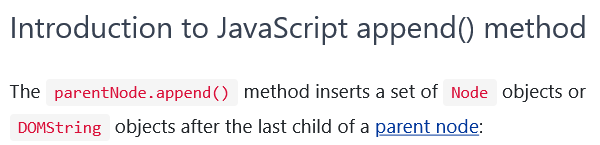 Introduction to JavaScript append() method
The parentNode.append() method inserts a set of Node objects or
DOMString objects after the last child of a parent node: